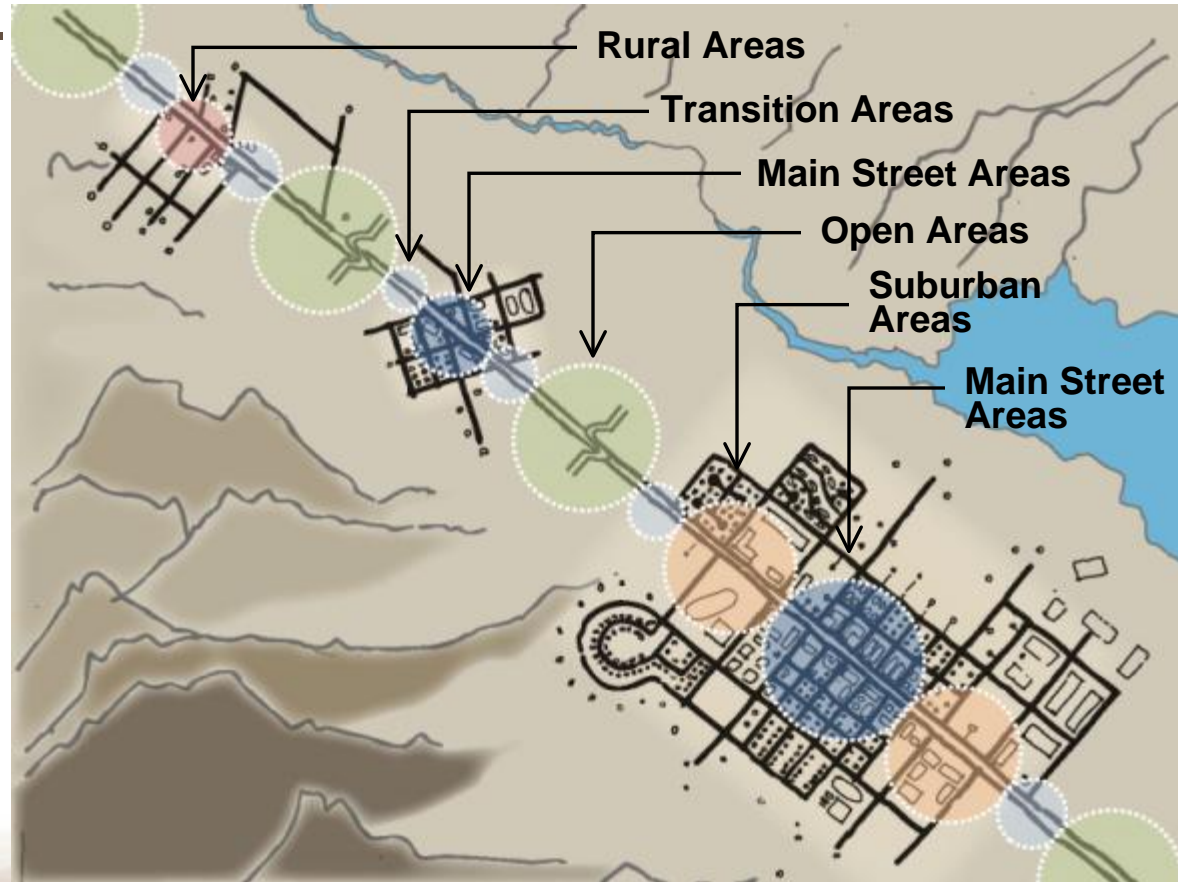 Rural Areas
Transition Areas
Main Street Areas
Open Areas
Suburban
Areas
Main Street
Areas